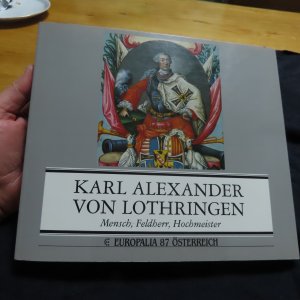 KARL ALEXANDER
VON LOTHRINGEN
Mensch, Feldherr, Hochmeister
EUROPALIA 87 ÖSTERREICH